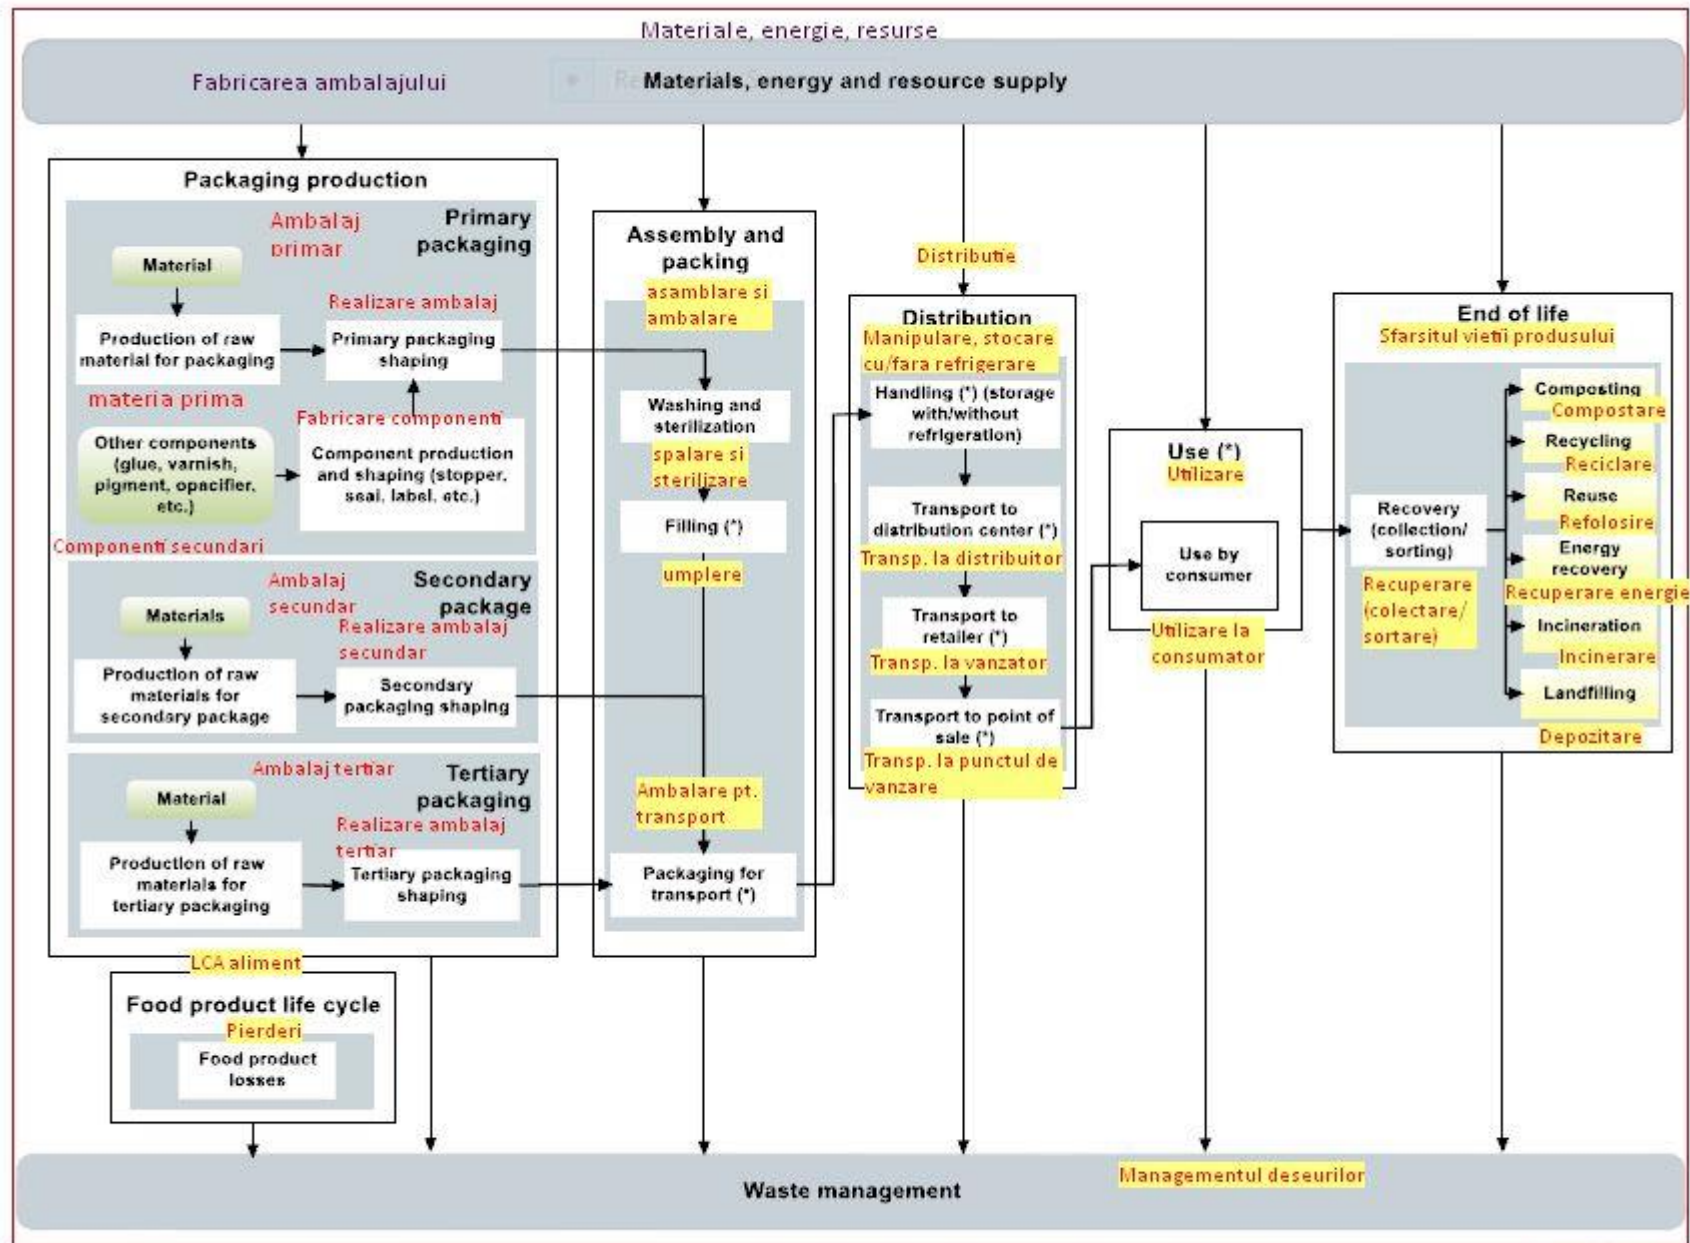 Materiale, energie, resurse
Fabricarea ambalajului
Materials, energy and resource supply
Packaging production
Ambalaj
primar
Primary
packaging
Material
Realizare ambalaj
Production of raw
material for packaging
Primary packaging
shaping
materia prima
Fabricare componenti
Other components
(glue, varnish,
pigment, opacifier,
etc.)
Component production
and shaping (stopper,
seal, label, etc.)
Componenti secundari
Ambalaj
secundar
Secondary
package
Materials
Realizare ambalaj
secundar
Production of raw
materials for
secondary package
Secondary
packaging shaping
Ambalaj tertiar
Tertiary
packaging
Material
Realizare ambalaj
tertiar
Production of raw
materials for
tertiary packaging
Tertiary packaging
shaping
LCA aliment
Food product life cycle
Pierderi
Food product
losses
Assembly and
packing
asamblare si
ambalare
Washing and
sterilization
spalare si
sterilizare
Filling (*)
umplere
Ambalare pt.
transport
Packaging for
transport (*)
Distributie
Distribution
Manipulare, stocare
cu/fara refrigerare
Handling (*) (storage
with/without
refrigeration)
Transport to
distribution center (*)
Transp. la distribuitor
Transport to
retailer (*)
Transp. la vanzator
Transport to point of
sale (*)
Transp. la punctul de
vanzare
Use (*)
Utilizare
Use by
consumer
Utilizare la
consumator
End of life
Sfarsitul vietii produsului
Recovery
(collection/
sorting)
Recuperare
(colectare/
sortare)
Composting
Compostare
Recycling
Reciclare
Reuse
Refolosire
Energy
recovery
Recuperare energie
Incineration
Incinerare
Landfilling
Depozitare
Managementul deseurilor
Waste management